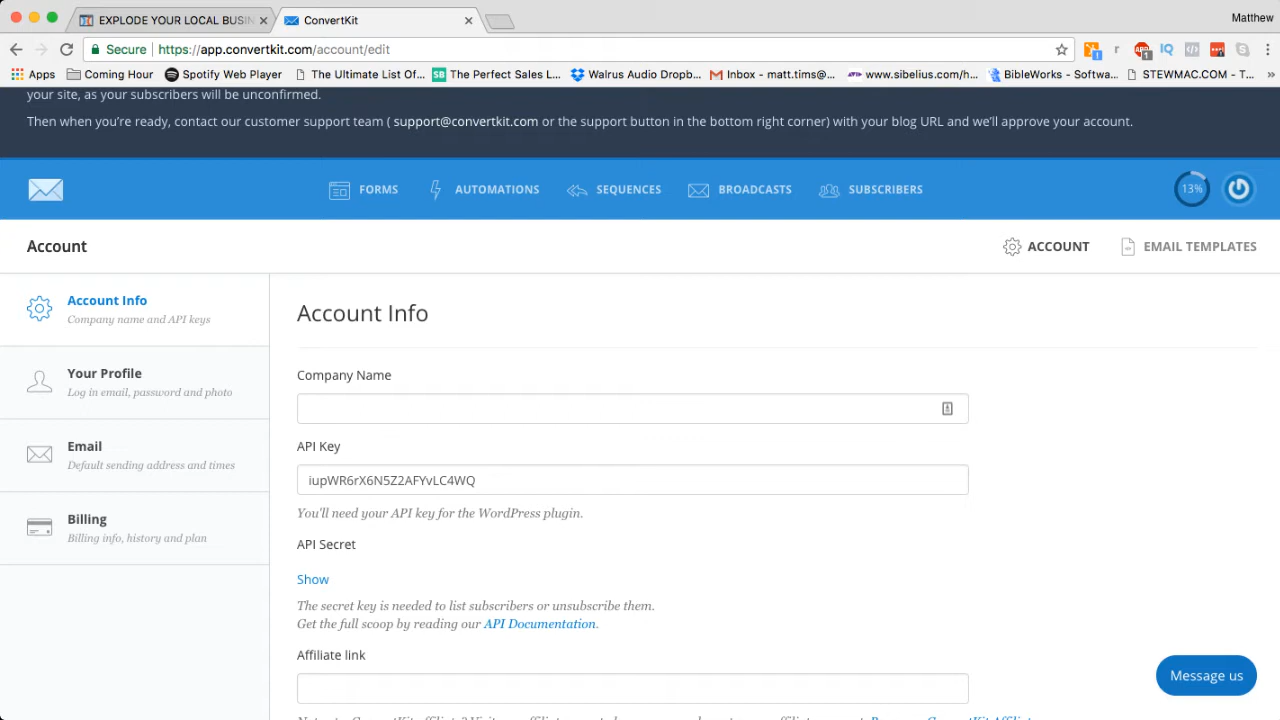 EXPLODE YOUR LOCAL BUSIN
ConvertKit
Matthew
Secure https://app.convertkit.com/account/edit
Apps Coming Hour Spotify Web Player The Ultimate List Of... The Perfect Sales L... Walrus Audio Dropb... Inbox - matt.tims@... www.sibelius.com/h... BibleWorks - Softwa... STEWMAC.COM - T... »
your site, as your subscribers will be unconfirmed.
Then when you're ready, contact our customer support team ( support@convertkit.com or the support button in the bottom right corner) with your blog URL and we'll approve your account.
FORMS AUTOMATIONS SEQUENCES BROADCASTS SUBSCRIBERS 13%
Account ACCOUNT EMAIL TEMPLATES
Account Info
Company name and API keys
Your Profile
Log in email, password and photo
Email
Default sending address and times
Billing
Billing info, history and plan
Account Info
Company Name
API Key
iupWR6rX6N5Z2AFYvLC4WQ
You'll need your API key for the WordPress plugin.
API Secret
Show
The secret key is needed to list subscribers or unsubscribe them.
Get the full scoop by reading our API Documentation.
Affiliate link
Message us